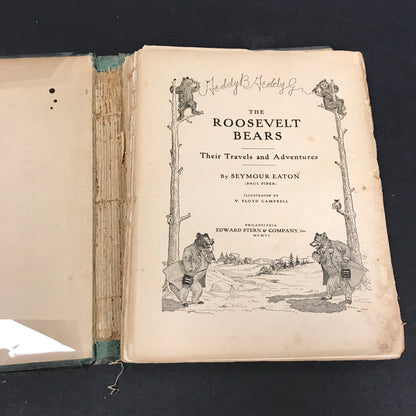 Teddy B Teddy G
THE
ROOSEVELT
BEARS
Their Travels and Adventures
By SEYMOUR EATON
(PAUL PIPER)
ILLUSTRATED BY
V. FLOYD CAMPBELL
PHILADELPHIA
EDWARD STERN & COMPANY, Inc.
MCMVI